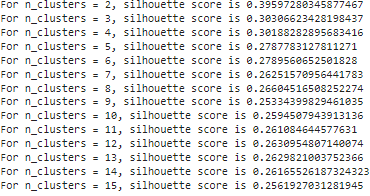 For n_clusters = 2, silhouette score is 0.39597280345877467
For n_clusters = 3, silhouette score is 0.30306623428198437
For n_clusters = 4, silhouette score is 0.30188282895683416
For n_clusters = 5, silhouette score is 0.2787783127811271
For n_clusters = 6, silhouette score is 0.2789560652501828
For n_clusters = 7, silhouette score is 0.26251570956441783
For n_clusters = 8, silhouette score is 0.26604516508252274
For n_clusters = 9, silhouette score is 0.25334499829461035
For n_clusters = 10, silhouette score is 0.2594507943913136
For n_clusters = 11, silhouette score is 0.261084644577631
For n_clusters = 12, silhouette score is 0.2630954807140074
For n_clusters = 13, silhouette score is 0.2629821003752366
For n_clusters = 14, silhouette score is 0.26165526187324323
For n_clusters = 15, silhouette score is 0.2561927031281945